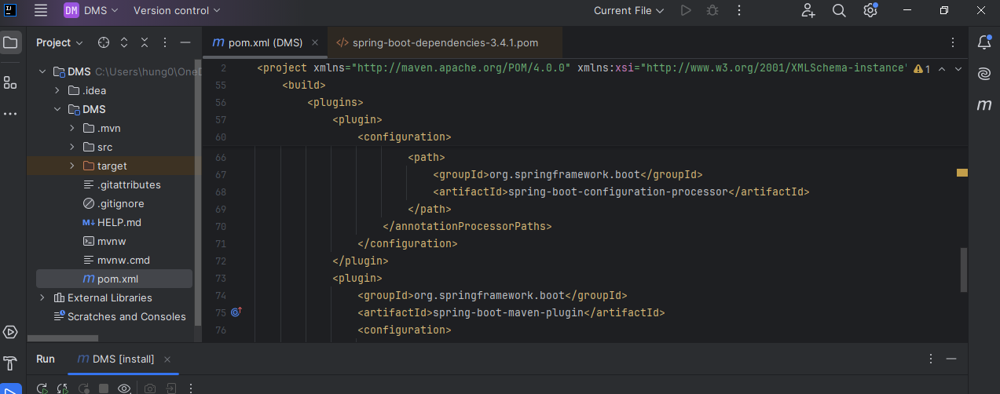 DM DMS Version control Current File
Project
DMS C:\Users\hung0\OneD
.idea
DMS
.mvn
src
target
.gitattributes
.gitignore
M↓ HELP.md
mvnw
mvnw.cmd
m pom.xml
External Libraries
Scratches and Consoles
m pom.xml (DMS) </> spring-boot-dependencies-3.4.1.pom
2 <project xmlns="http://maven.apache.org/POM/4.0.0" xmlns:xsi="http://www.w3.org/2001/XMLSchema-instance" 1
55 <build>
56 <plugins>
57 <plugin>
60 <configuration>
66 <path>
67 <groupId>org.springframework.boot</groupId>
68 <artifactId>spring-boot-configuration-processor</artifactId>
69 </path>
70 </annotationProcessorPaths>
71 </configuration>
72 </plugin>
73 <plugin>
74 <groupId>org.springframework.boot</groupId>
75 <artifactId>spring-boot-maven-plugin</artifactId>
76 <configuration>
m
Run m DMS [install]